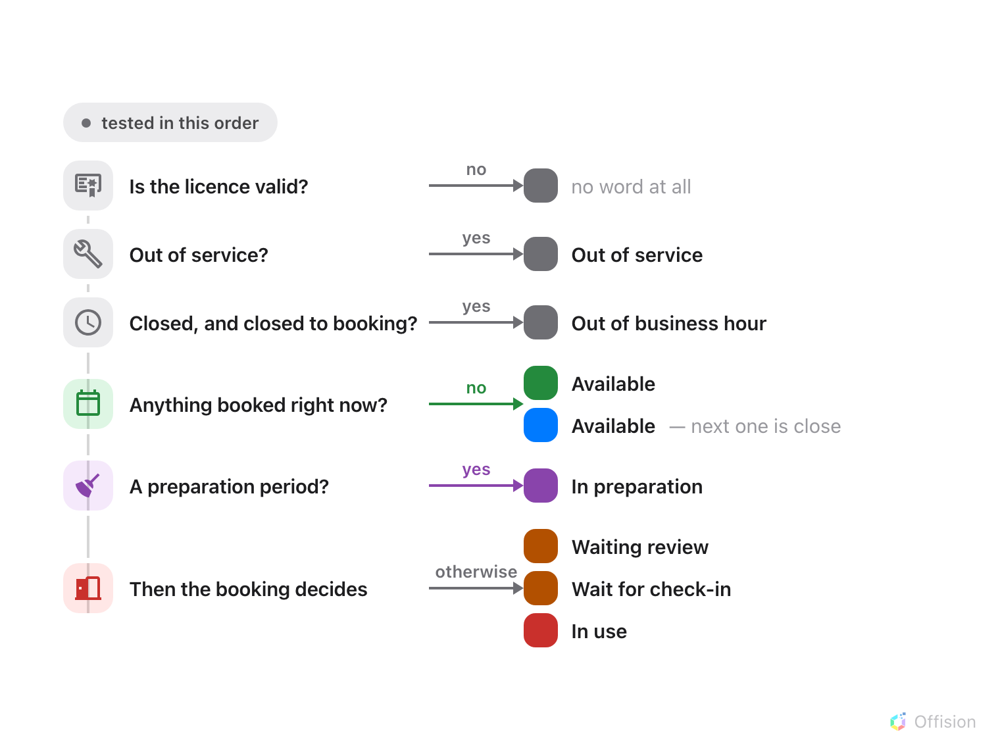 tested in this order
Is the licence valid?
no
no word at all
Out of service?
yes
Out of service
Closed, and closed to booking?
yes
Out of business hour
Anything booked right now?
no
Available
Available — next one is close
A preparation period?
yes
In preparation
Then the booking decides
otherwise
Waiting review
Wait for check-in
In use
Offision